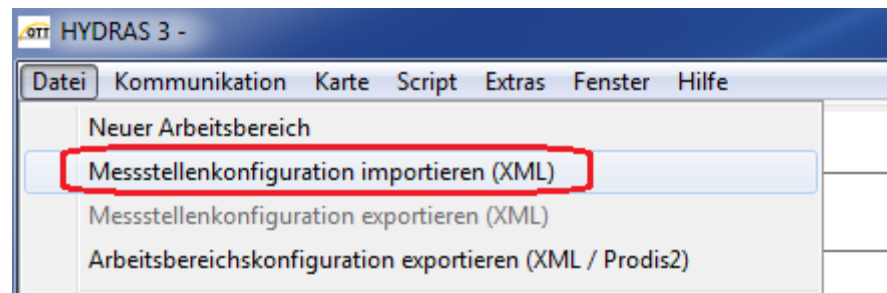 OTT HYDRAS 3 -
Datei Kommunikation Karte Script Extras Fenster Hilfe
Neuer Arbeitsbereich
Messstellenkonfiguration importieren (XML)
Messstellenkonfiguration exportieren (XML)
Arbeitsbereichskonfiguration exportieren (XML / Prodis2)